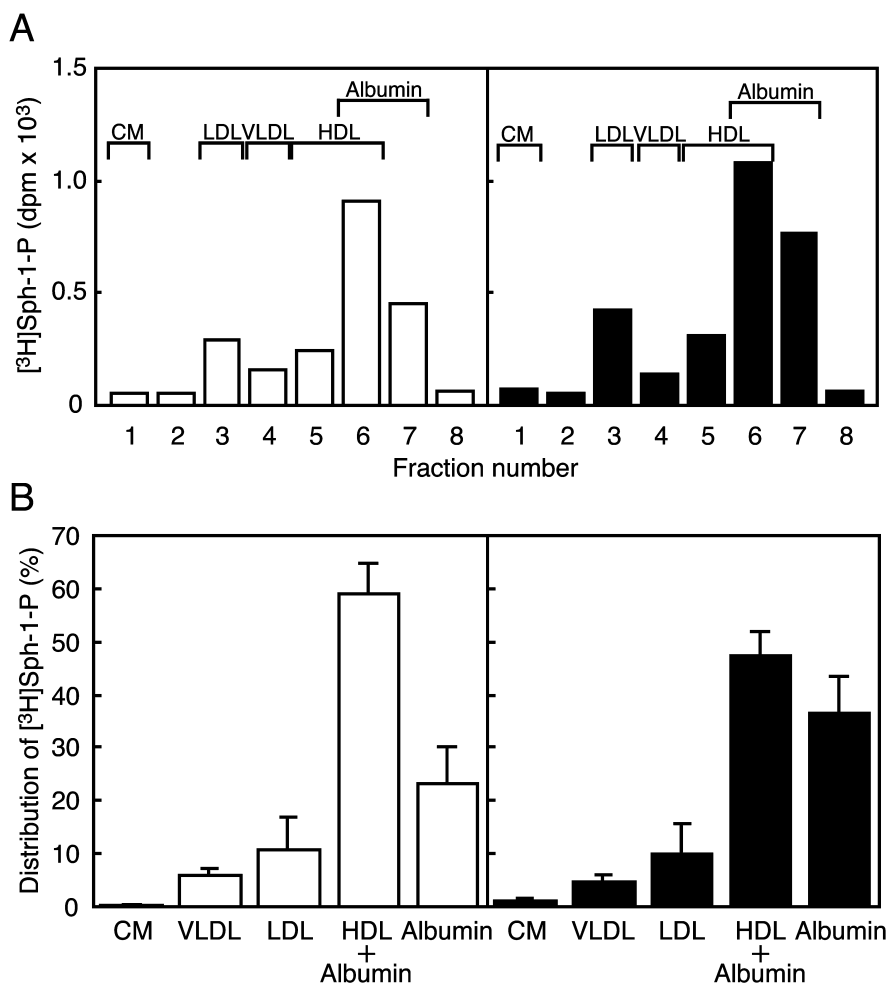 A
[³H]Sph-1-P (dpm x 10³)
1.5
1.0
0.5
0
CM LDL VLDL HDL Albumin
CM LDL VLDL HDL Albumin
1 2 3 4 5 6 7 8 1 2 3 4 5 6 7 8
Fraction number
B
Distribution of [³H]Sph-1-P (%)
70
60
50
40
30
20
10
0
CM VLDL LDL HDL Albumin CM VLDL LDL HDL Albumin
+ +
Albumin Albumin